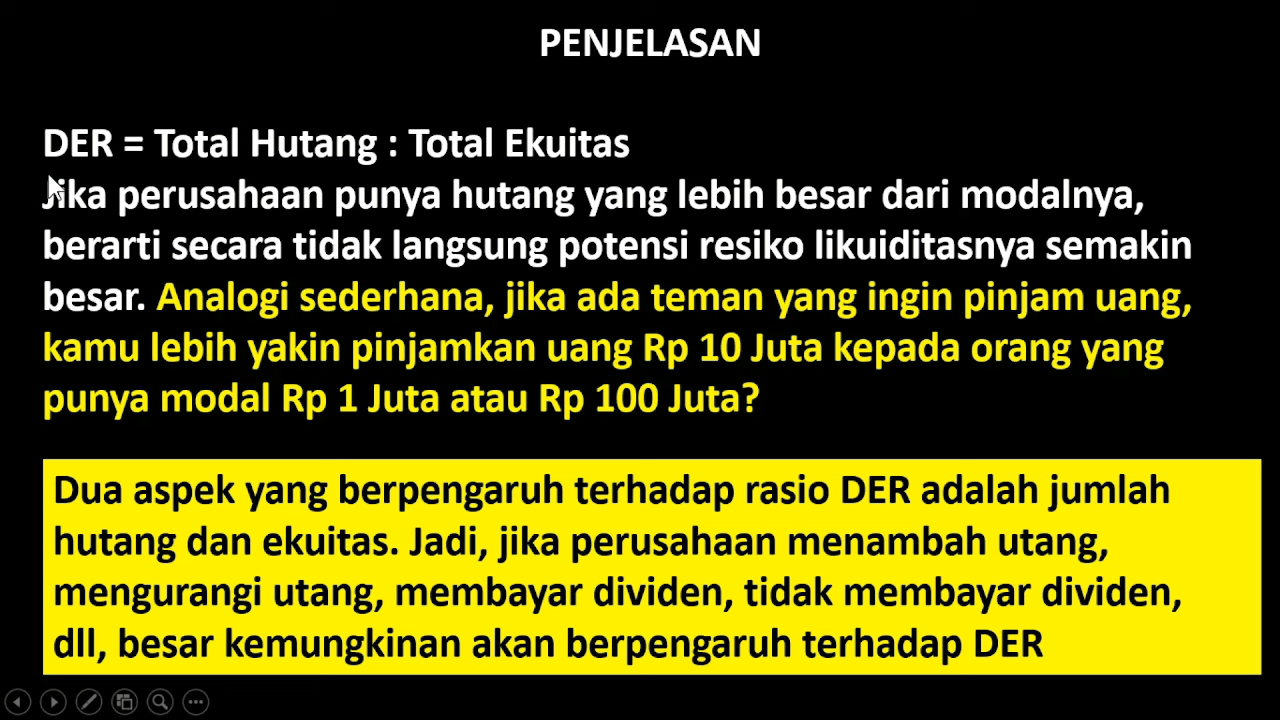 PENJELASAN
DER = Total Hutang : Total Ekuitas
Jika perusahaan punya hutang yang lebih besar dari modalnya,
berarti secara tidak langsung potensi resiko likuiditasnya semakin
besar. Analogi sederhana, jika ada teman yang ingin pinjam uang,
kamu lebih yakin pinjamkan uang Rp 10 Juta kepada orang yang
punya modal Rp 1 Juta atau Rp 100 Juta?
Dua aspek yang berpengaruh terhadap rasio DER adalah jumlah
hutang dan ekuitas. Jadi, jika perusahaan menambah utang,
mengurangi utang, membayar dividen, tidak membayar dividen,
dll, besar kemungkinan akan berpengaruh terhadap DER